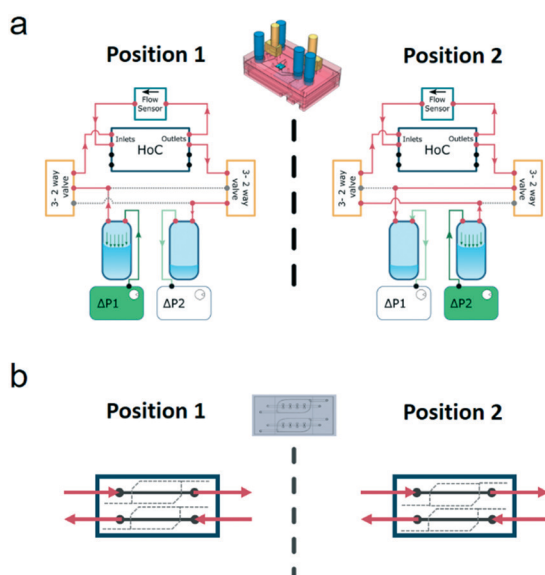 a
Position 1
Position 2
Flow
Sensor
Inlets
Outlets
HoC
3- 2 way
valve
3- 2 way
valve
ΔP1
ΔP2
Flow
Sensor
Inlets
Outlets
HoC
3- 2 way
valve
3- 2 way
valve
ΔP1
ΔP2
b
Position 1
Position 2